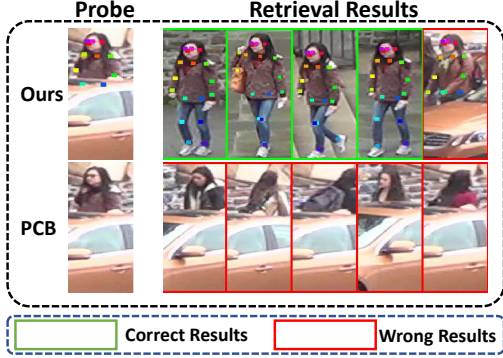 Probe
Retrieval Results
Ours
PCB
Correct Results
Wrong Results